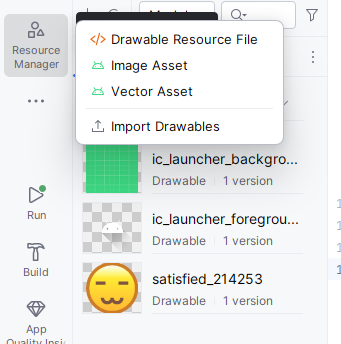 Drawable Resource File
Resource
Manager
Image Asset
Vector Asset
Import Drawables
ic_launcher_backgro...
Drawable 1 version
ic_launcher_foregrou...
Drawable 1 version
Run
satisfied_214253
Drawable 1 version
Build
App